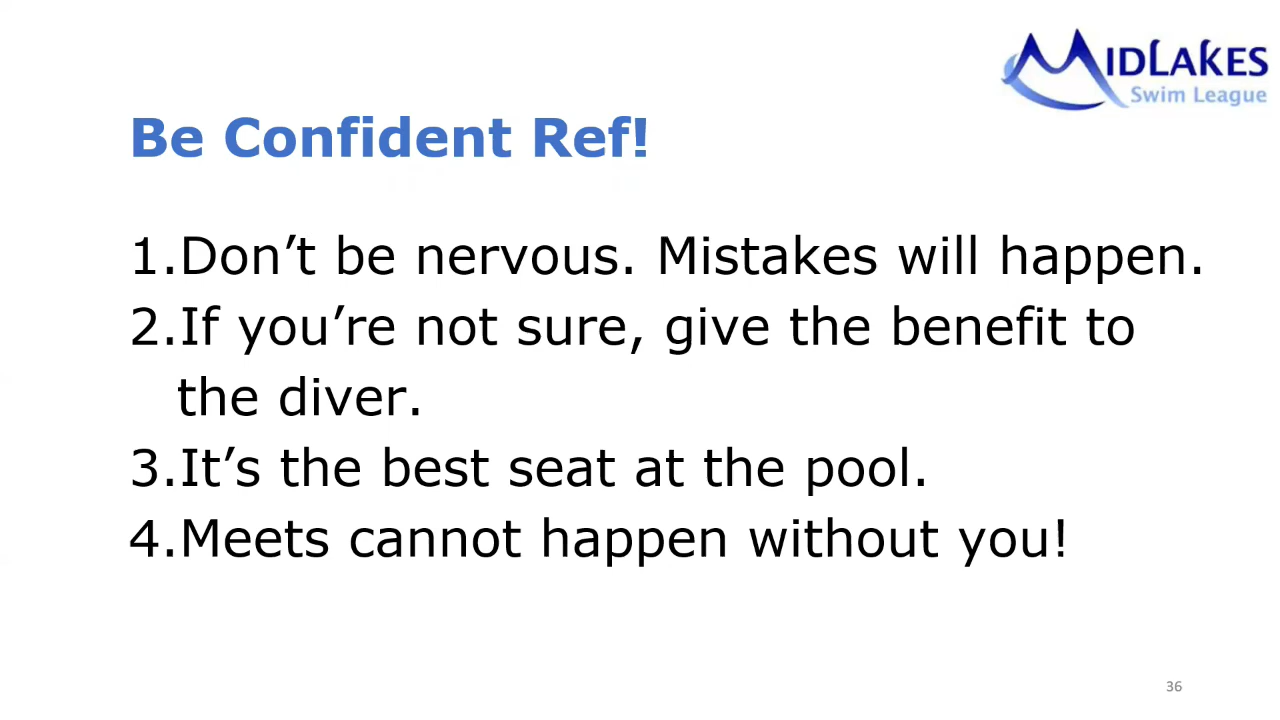 MIDLAKES
Swim League
Be Confident Ref!
1.Don’t be nervous. Mistakes will happen.
2.If you’re not sure, give the benefit to
the diver.
3.It’s the best seat at the pool.
4.Meets cannot happen without you!
36